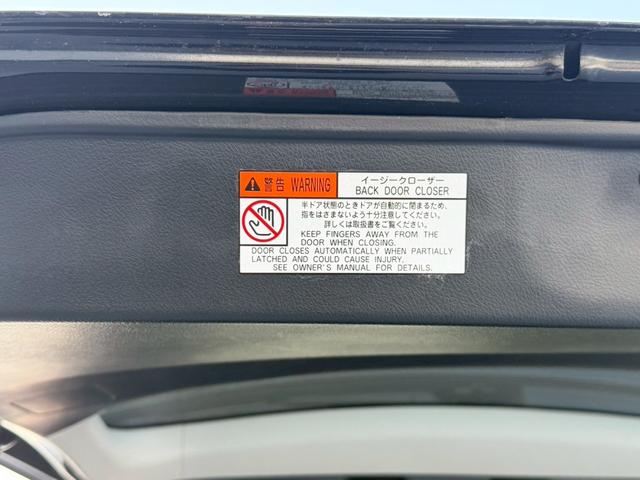 警告 WARNING
イージークローザー
BACK DOOR CLOSER
半ドア状態のときドアが自動的に閉まるため、
指をはさまないよう十分注意してください。
詳しくは取扱書をご覧ください。
KEEP FINGERS AWAY FROM THE
DOOR WHEN CLOSING.
DOOR CLOSES AUTOMATICALLY WHEN PARTIALLY
LATCHED AND COULD CAUSE INJURY.
SEE OWNER'S MANUAL FOR DETAILS.